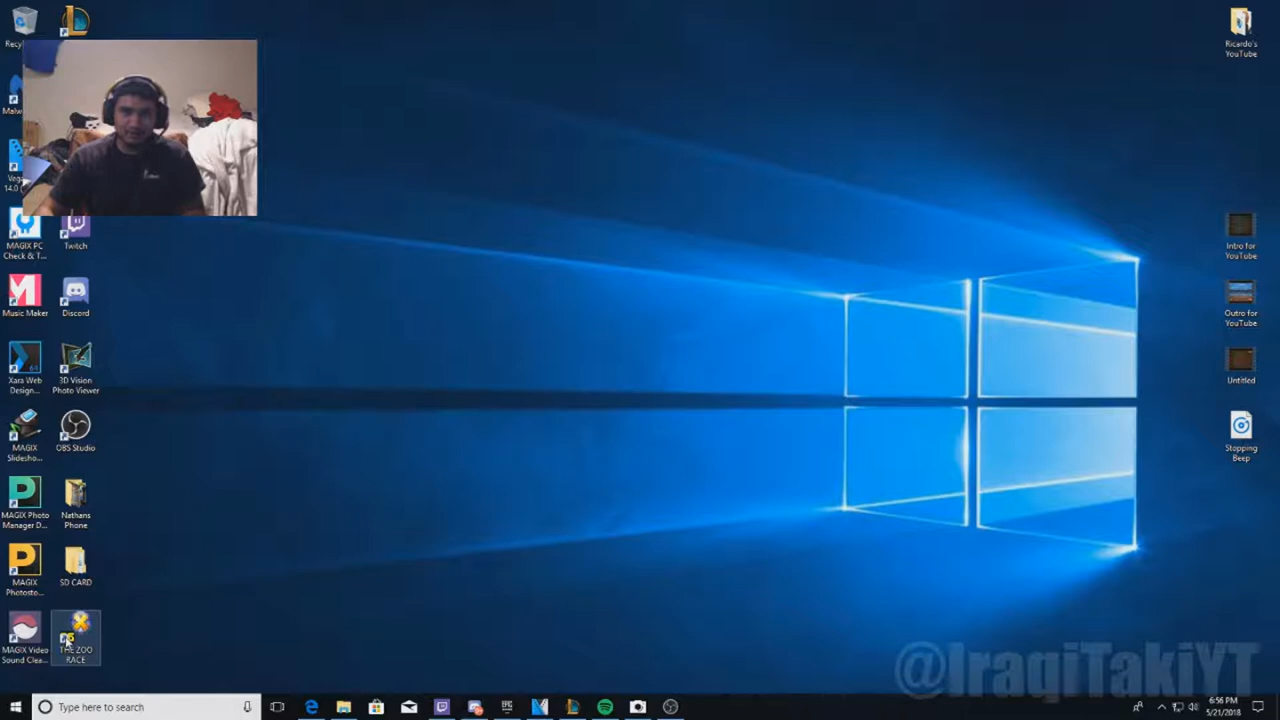 Ricardo's
YouTube
MAGIX PC
Check & T...
Twitch
Intro for
YouTube
Music Maker
Discord
Outro for
YouTube
Xara Web
Design...
3D Vision
Photo Viewer
Untitled
MAGIX
Slidesho...
OBS Studio
Stopping
Beep
MAGIX Photo
Manager D...
Nathans
Phone
MAGIX
Photosto...
SD CARD
MAGIX Video
Sound Clea...
THE ZOO
RACE
@IraqiTakiYT
Type here to search
EPIC
6:56 PM
5/21/2018